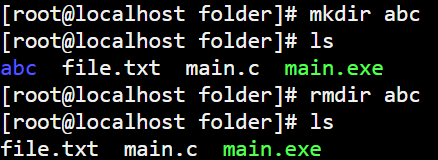 [root@localhost folder]# mkdir abc
[root@localhost folder]# ls
abc  file.txt  main.c  main.exe
[root@localhost folder]# rmdir abc
[root@localhost folder]# ls
file.txt  main.c  main.exe